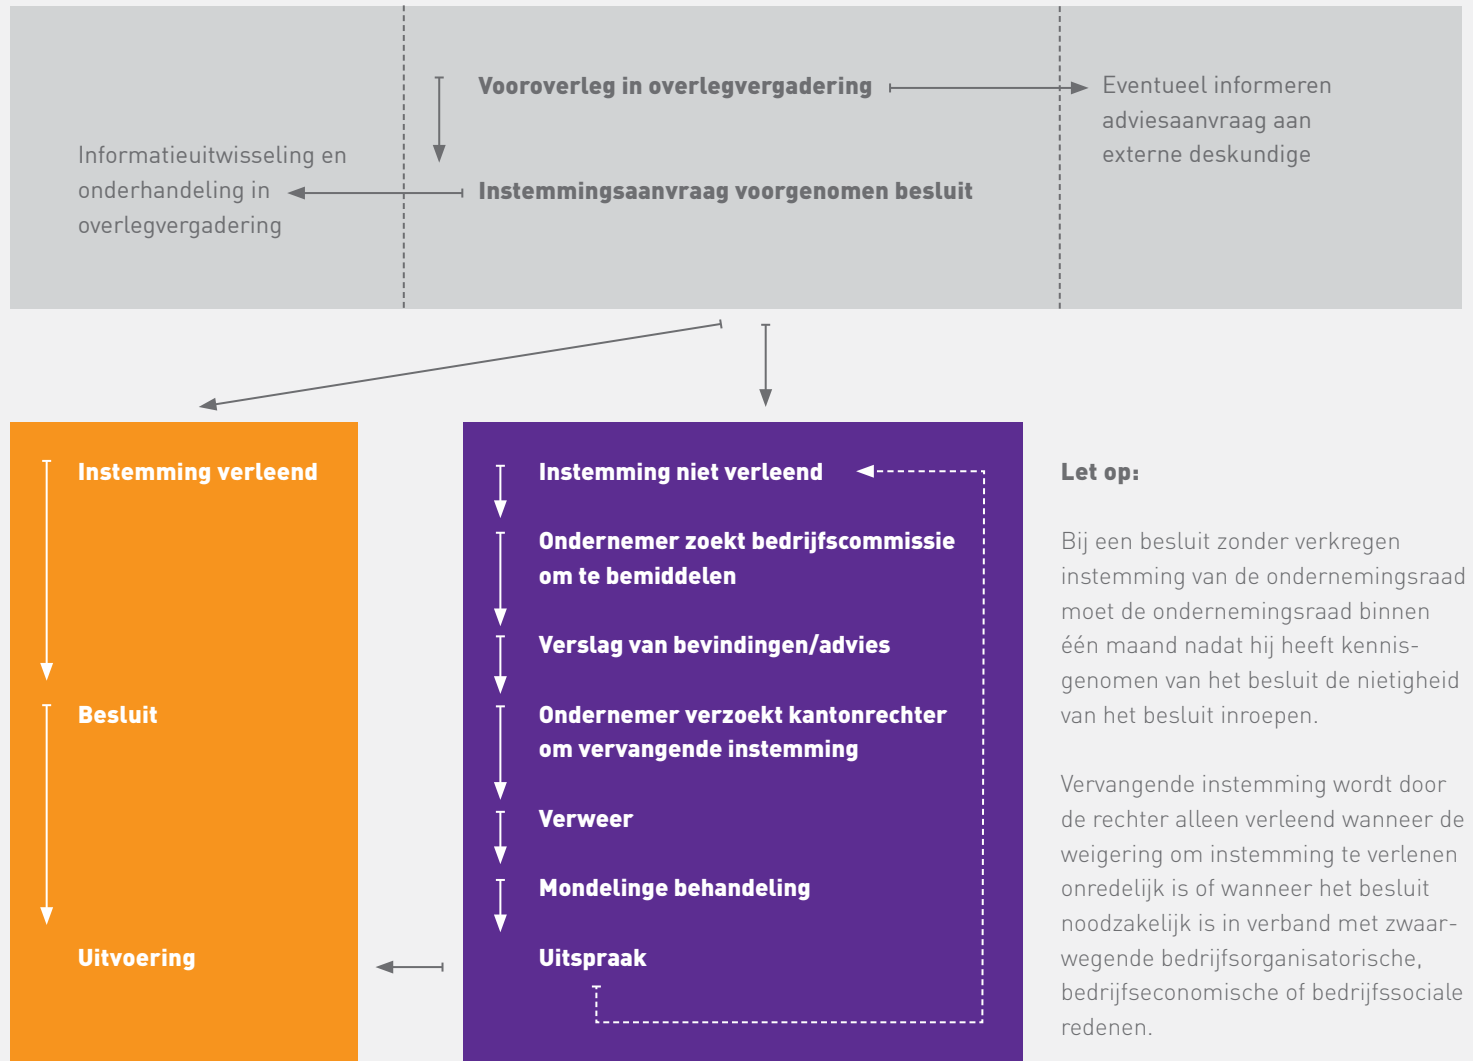 Vooroverleg in overlegvergadering
Eventueel informeren
adviesaanvraag aan
externe deskundige
Informatieuitwisseling en
onderhandeling in
overlegvergadering
Instemmingsaanvraag voorgenomen besluit
Instemming verleend
Besluit
Uitvoering
Instemming niet verleend
Ondernemer zoekt bedrijfscommissie
om te bemiddelen
Verslag van bevindingen/advies
Ondernemer verzoekt kantonrechter
om vervangende instemming
Verweer
Mondelinge behandeling
Uitspraak
Let op:
Bij een besluit zonder verkregen
instemming van de ondernemingsraad
moet de ondernemingsraad binnen
één maand nadat hij heeft kennis-
genomen van het besluit de nietigheid
van het besluit inroepen.
Vervangende instemming wordt door
de rechter alleen verleend wanneer de
weigering om instemming te verlenen
onredelijk is of wanneer het besluit
noodzakelijk is in verband met zwaar-
wegende bedrijfsorganisatorische,
bedrijfseconomische of bedrijfssociale
redenen.